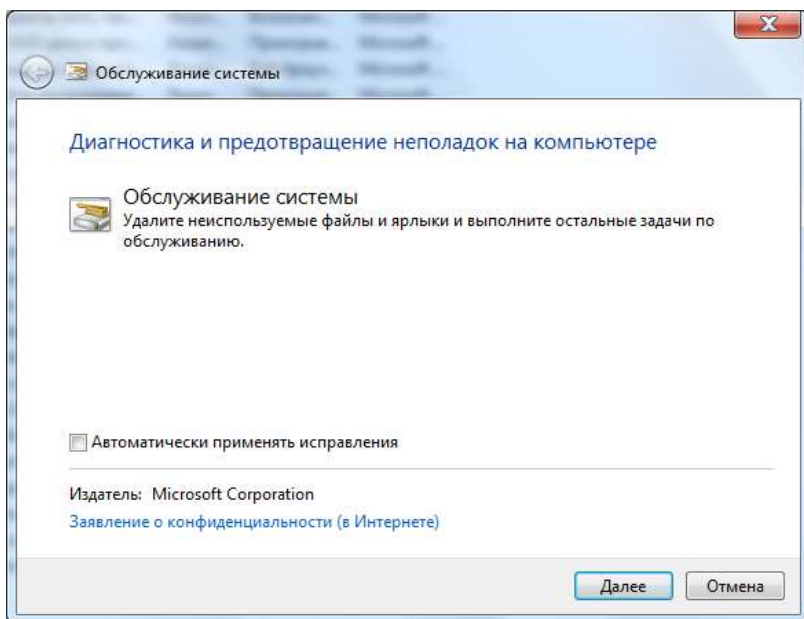 Обслуживание системы
Диагностика и предотвращение неполадок на компьютере
Обслуживание системы
Удалите неиспользуемые файлы и ярлыки и выполните остальные задачи по
обслуживанию.
Автоматически применять исправления
Издатель: Microsoft Corporation
Заявление о конфиденциальности (в Интернете)
Далее
Отмена